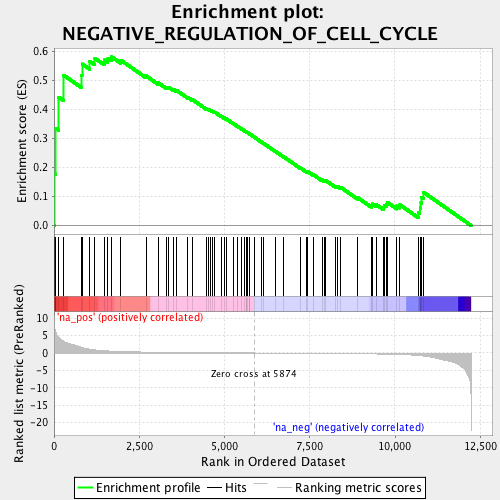 Enrichment plot:
NEGATIVE_REGULATION_OF_CELL_CYCLE
Enrichment score (ES)
0.6
0.5
0.4
0.3
0.2
0.1
0.0
Ranked list metric (PreRanked)
10
5
0
-5
-10
-15
-20
'na_pos' (positively correlated)
Zero cross at 5874
'na_neg' (negatively correlated)
0
2,500
5,000
7,500
10,000
12,500
Rank in Ordered Dataset
Enrichment profile
Hits
Ranking metric scores